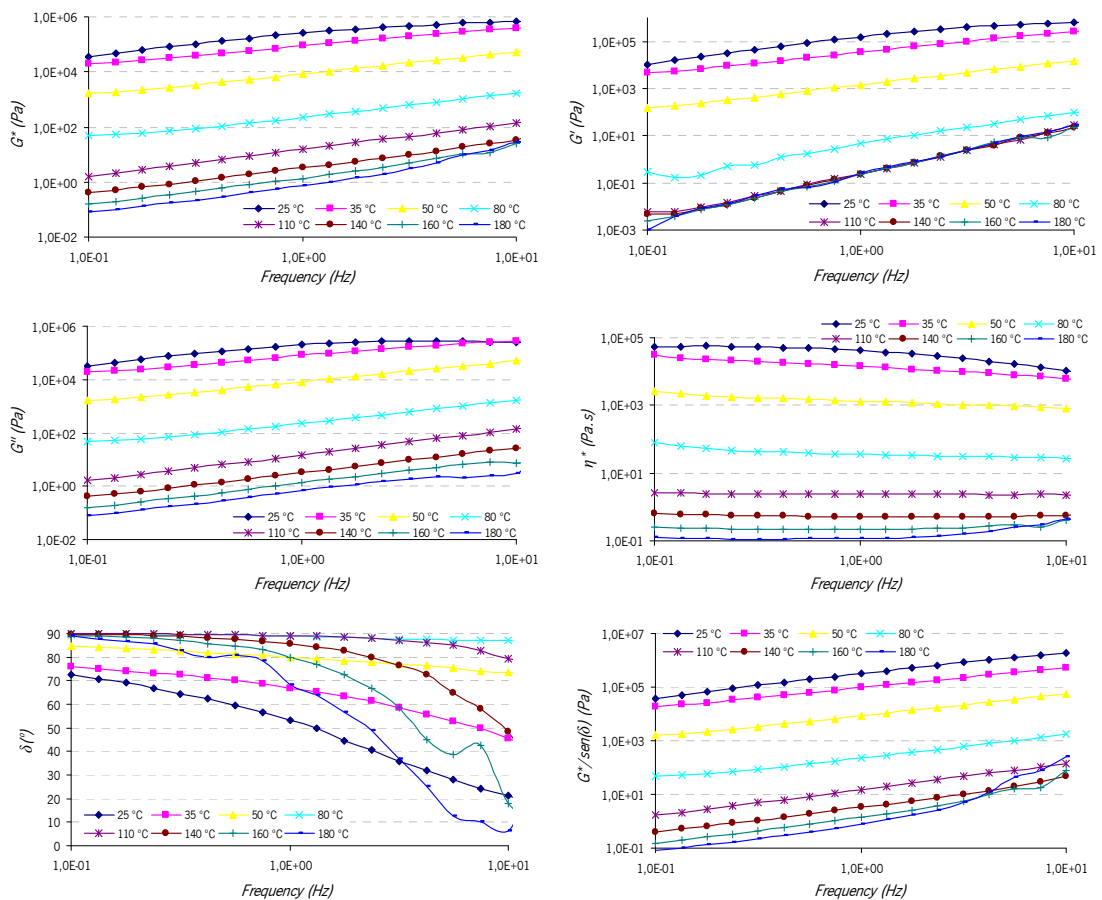 1,0E+06
1,0E+04
1,0E+02
1,0E+00
1,0E-02
G* (Pa)
25 °C 35 °C 50 °C 80 °C
110 °C 140 °C 160 °C 180 °C
1,0E-01 1,0E+00 1,0E+01
Frequency (Hz)
1,0E+05
1,0E+03
1,0E+01
1,0E-01
1,0E-03
G' (Pa)
25 °C 35 °C 50 °C 80 °C
110 °C 140 °C 160 °C 180 °C
1,0E-01 1,0E+00 1,0E+01
Frequency (Hz)
1,0E+06
1,0E+04
1,0E+02
1,0E+00
1,0E-02
G'' (Pa)
25 °C 35 °C 50 °C 80 °C
110 °C 140 °C 160 °C 180 °C
1,0E-01 1,0E+00 1,0E+01
Frequency (Hz)
25 °C 35 °C 50 °C 80 °C
110 °C 140 °C 160 °C 180 °C
1,0E+05
1,0E+03
1,0E+01
1,0E-01
η* (Pa.s)
1,0E-01 1,0E+00 1,0E+01
Frequency (Hz)
90
80
70
60
50
40
30
20
10
0
δ(°)
25 °C 35 °C 50 °C 80 °C
110 °C 140 °C 160 °C 180 °C
1,0E-01 1,0E+00 1,0E+01
Frequency (Hz)
25 °C 35 °C 50 °C 80 °C
110 °C 140 °C 160 °C 180 °C
1,0E+07
1,0E+05
1,0E+03
1,0E+01
1,0E-01
G*/sen(δ) (Pa)
1,0E-01 1,0E+00 1,0E+01
Frequency (Hz)